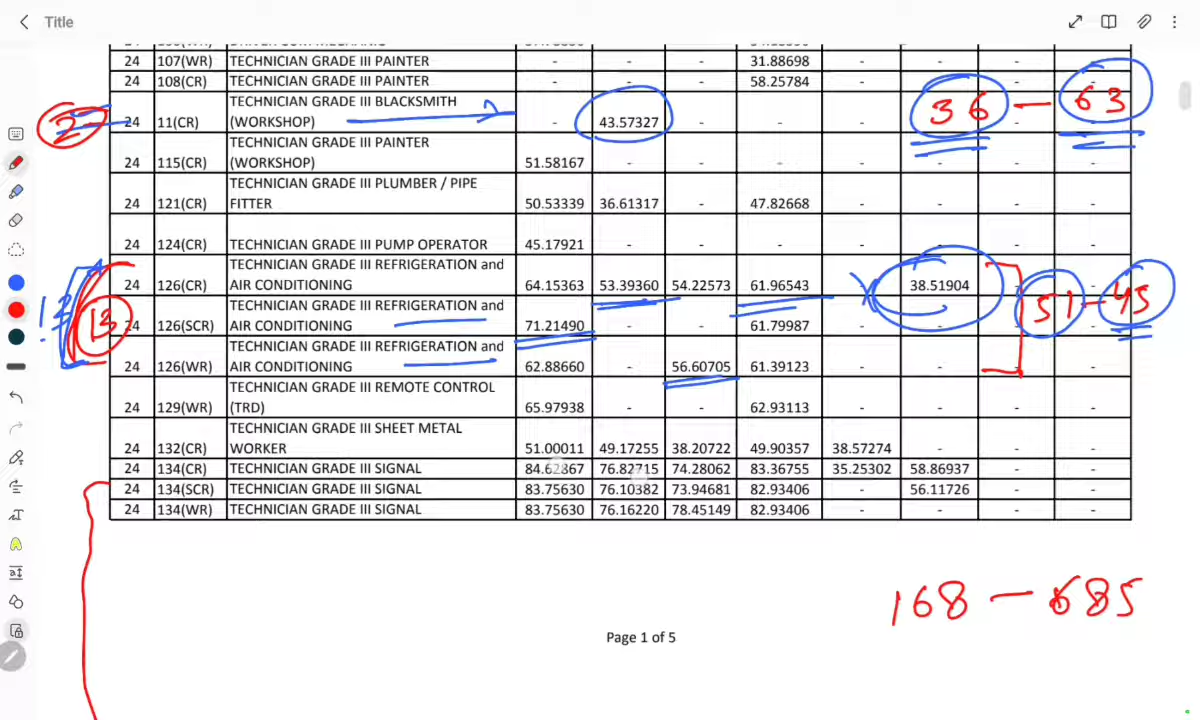 Title
24 107(WR) TECHNICIAN GRADE III PAINTER - - - 31.88698 - - - -
24 108(CR) TECHNICIAN GRADE III PAINTER - - - 58.25784 - - - -
36 - 63
TECHNICIAN GRADE III BLACKSMITH
2 24 11(CR) (WORKSHOP) - 43.57327 - - - - - -
TECHNICIAN GRADE III PAINTER
24 115(CR) (WORKSHOP) 51.58167 - - - - - - -
TECHNICIAN GRADE III PLUMBER / PIPE
24 121(CR) FITTER 50.53339 36.61317 - 47.82668 - - - -
24 124(CR) TECHNICIAN GRADE III PUMP OPERATOR 45.17921 - - - - - - -
TECHNICIAN GRADE III REFRIGERATION and
24 126(CR) AIR CONDITIONING 64.15363 53.39360 54.22573 61.96543 - 38.51904 - -
TECHNICIAN GRADE III REFRIGERATION and
13 24 126(SCR) AIR CONDITIONING 71.21490 - - 61.79987 - - - -
51 - 45
TECHNICIAN GRADE III REFRIGERATION and
24 126(WR) AIR CONDITIONING 62.88660 - 56.60705 61.39123 - - - -
TECHNICIAN GRADE III REMOTE CONTROL
24 129(WR) (TRD) 65.97938 - - 62.93113 - - - -
TECHNICIAN GRADE III SHEET METAL
24 132(CR) WORKER 51.00011 49.17255 38.20722 49.90357 38.57274 - - -
24 134(CR) TECHNICIAN GRADE III SIGNAL 84.62867 76.82715 74.28062 83.36755 35.25302 58.86937 - -
24 134(SCR) TECHNICIAN GRADE III SIGNAL 83.75630 76.10382 73.94681 82.93406 - 56.11726 - -
24 134(WR) TECHNICIAN GRADE III SIGNAL 83.75630 76.16220 78.45149 82.93406 - - - -
168 - 685
Page 1 of 5